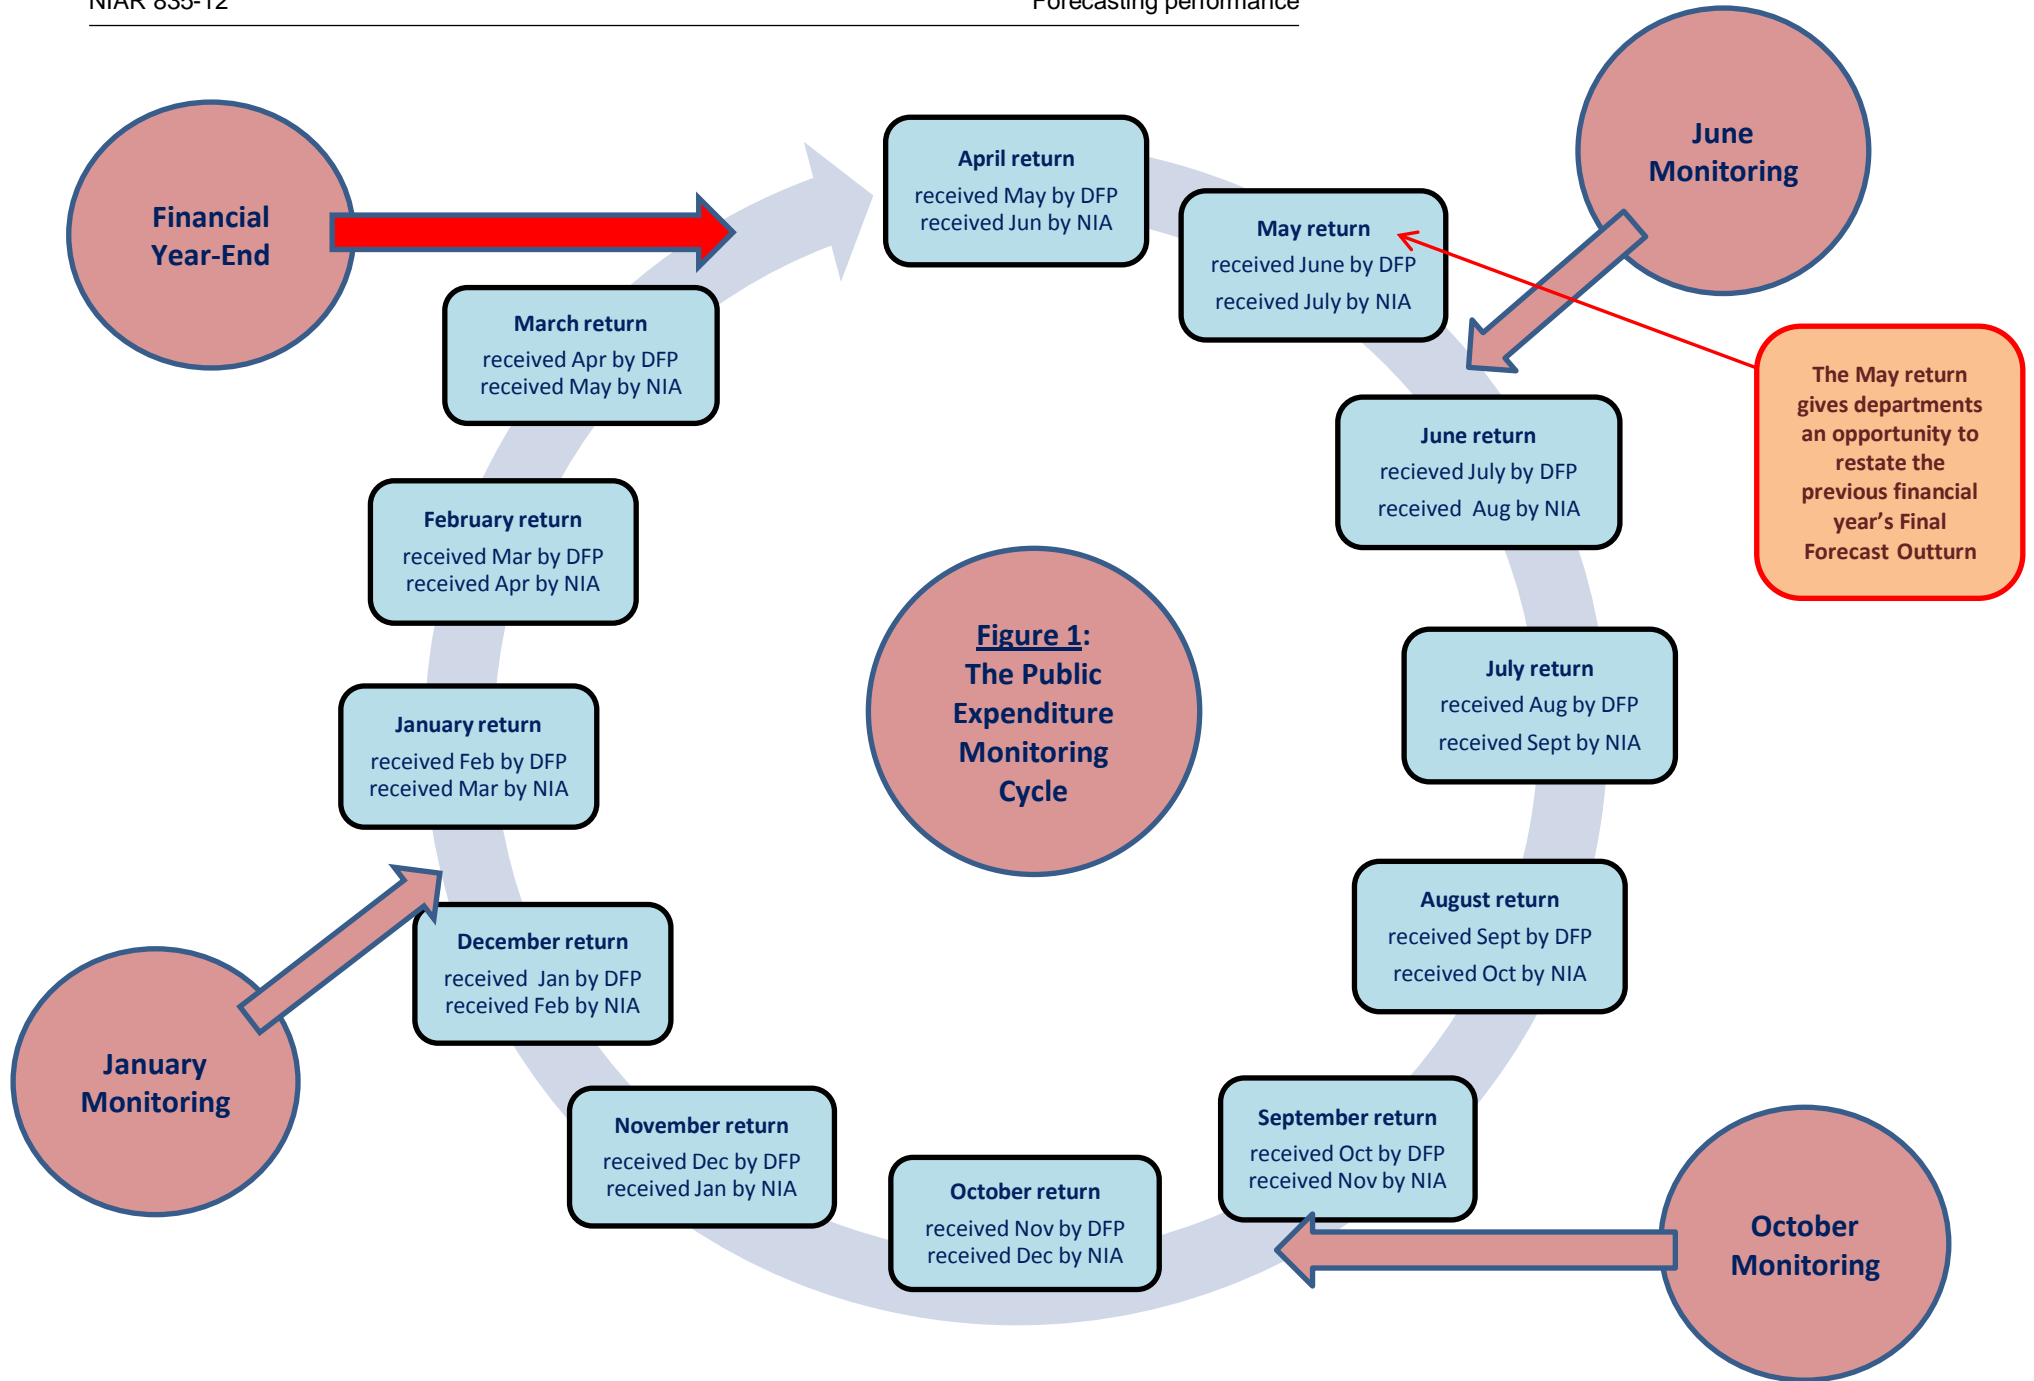 NIAR 835-12
Forecasting performance
Financial
Year-End
April return
received May by DFP
received Jun by NIA
May return
received June by DFP
received July by NIA
June
Monitoring
The May return
gives departments
an opportunity to
restate the
previous financial
year's Final
Forecast Outturn
June return
recieved July by DFP
received Aug by NIA
July return
received Aug by DFP
received Sept by NIA
August return
received Sept by DFP
received Oct by NIA
September return
received Oct by DFP
received Nov by NIA
October
Monitoring
October return
received Nov by DFP
received Dec by NIA
November return
received Dec by DFP
received Jan by NIA
December return
received Jan by DFP
received Feb by NIA
January
Monitoring
January return
received Feb by DFP
received Mar by NIA
February return
received Mar by DFP
received Apr by NIA
March return
received Apr by DFP
received May by NIA
Figure 1:
The Public
Expenditure
Monitoring
Cycle